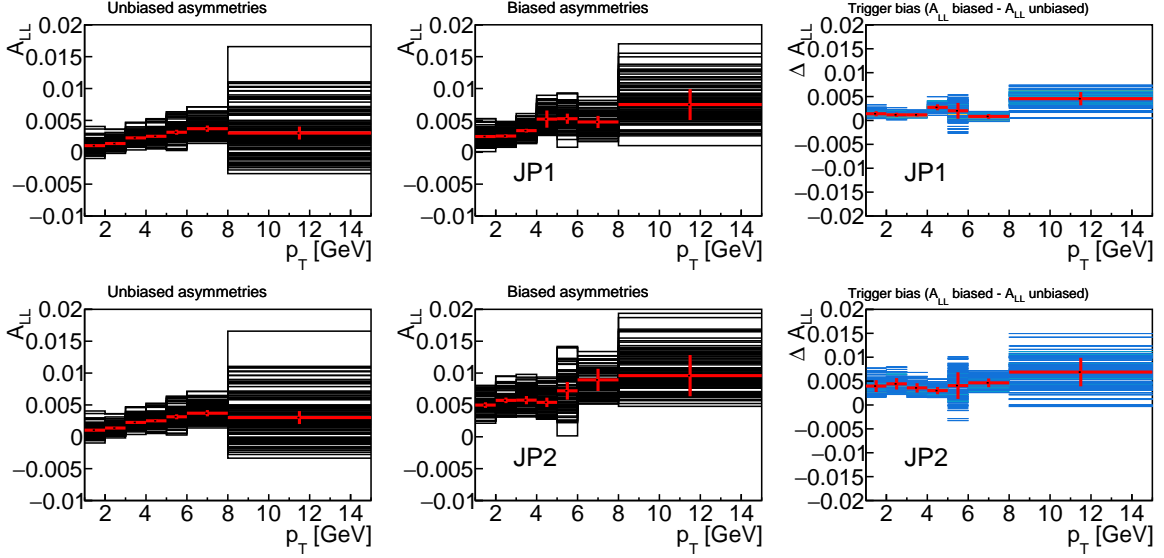 Unbiased asymmetries
A_LL
0.02
0.015
0.01
0.005
0
−0.005
−0.01
2 4 6 8 10 12 14
p_T [GeV]
Biased asymmetries
A_LL
0.02
0.015
0.01
0.005
0
−0.005
−0.01
JP1
2 4 6 8 10 12 14
p_T [GeV]
Trigger bias (A_LL biased - A_LL unbiased)
Δ A_LL
0.02
0.015
0.01
0.005
0
−0.005
−0.01
−0.015
−0.02
JP1
2 4 6 8 10 12 14
p_T [GeV]
Unbiased asymmetries
A_LL
0.02
0.015
0.01
0.005
0
−0.005
−0.01
2 4 6 8 10 12 14
p_T [GeV]
Biased asymmetries
A_LL
0.02
0.015
0.01
0.005
0
−0.005
−0.01
JP2
2 4 6 8 10 12 14
p_T [GeV]
Trigger bias (A_LL biased - A_LL unbiased)
Δ A_LL
0.02
0.015
0.01
0.005
0
−0.005
−0.01
−0.015
−0.02
JP2
2 4 6 8 10 12 14
p_T [GeV]